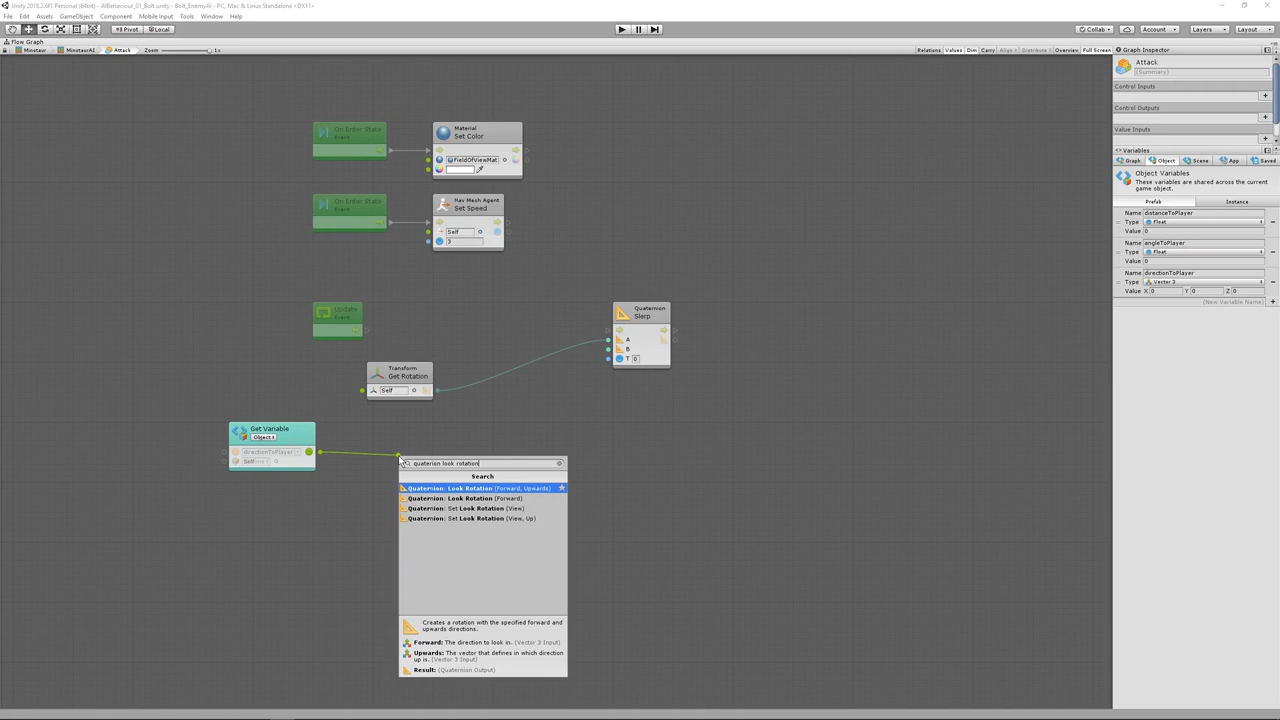 Unity 2018.2.6f1 Personal (64bit) - AIBehaviour_01_Bolt.unity - Bolt_EnemyAI - PC, Mac & Linux Standalone <DX11>
File Edit Assets GameObject Component Mobile Input Tools Window Help
Pivot Local Collab Account Layers Layout
Flow Graph
Minotaur MinotaurAI Attack Zoom 1x Relations Values Dim Carry Align Distribute Overview Full Screen
Graph Inspector
Attack
(Summary)
Control Inputs
Control Outputs
Value Inputs
Variables
Graph Object Scene App Saved
Object Variables
These variables are shared across the current
game object.
Prefab Instance
Name distanceToPlayer
Type Float
Value 0
Name angleToPlayer
Type Float
Value 0
Name directionToPlayer
Type Vector 3
Value X 0 Y 0 Z 0
(New Variable Name)
On Enter State
Event
Material
Set Color
FieldOfViewMat
On Enter State
Event
Nav Mesh Agent
Set Speed
Self
3
Update
Event
Quaternion
Slerp
A
B
T 0
Transform
Get Rotation
Self
Get Variable
Object
directionToPlayer
Self
quaterion look rotation
Search
Quaternion: Look Rotation (Forward, Upwards)
Quaternion: Look Rotation (Forward)
Quaternion: Set Look Rotation (View)
Quaternion: Set Look Rotation (View, Up)
Creates a rotation with the specified forward and
upwards directions.
Forward: The direction to look in. (Vector 3 Input)
Upwards: The vector that defines in which direction
up is. (Vector 3 Input)
Result: (Quaternion Output)